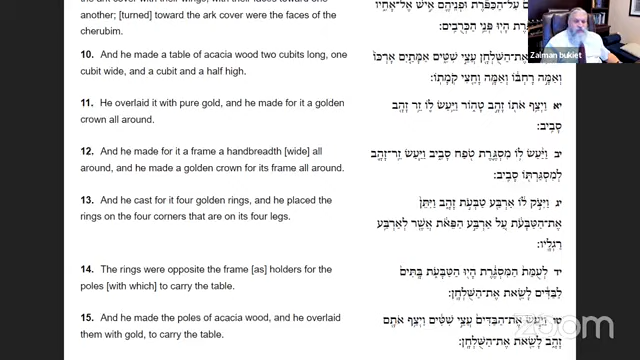 the ark cover with their wings, with their faces toward one
another; [turned] toward the ark cover were the faces of the
cherubim.
עַל־הַכַּפֹּרֶת וּפְנֵיהֶם אִישׁ אֶל־אָחִיו
הָיוּ פְּנֵי הַכְּרֻבִים:
10. And he made a table of acacia wood two cubits long, one
cubit wide, and a cubit and a half high.
אֶת־הַשֻּׁלְחָן עֲצֵי שִׁטִּים אַמָּתַיִם אָרְכּוֹ
וְאַמָּה רָחְבּוֹ וְאַמָּה וָחֵצִי קֹמָתוֹ:
11. He overlaid it with pure gold, and he made for it a golden
crown all around.
יא וַיְצַף אֹתוֹ זָהָב טָהוֹר וַיַּעַשׂ לוֹ זֵר זָהָב
סָבִיב:
12. And he made for it a frame a handbreadth [wide] all
around, and he made a golden crown for its frame all around.
יב וַיַּעַשׂ לוֹ מִסְגֶּרֶת טֹפַח סָבִיב וַיַּעַשׂ זֵר־זָהָב
לְמִסְגַּרְתּוֹ סָבִיב:
13. And he cast for it four golden rings, and he placed the
rings on the four corners that are on its four legs.
יג וַיִּצֹק לוֹ אַרְבַּע טַבְּעֹת זָהָב וַיִּתֵּן
אֶת־הַטַּבָּעֹת עַל אַרְבַּע הַפֵּאֹת אֲשֶׁר לְאַרְבַּע
רַגְלָיו:
14. The rings were opposite the frame [as] holders for the
poles [with which] to carry the table.
יד לְעֻמַּת הַמִּסְגֶּרֶת הָיוּ הַטַּבָּעֹת בָּתִּים
לַבַּדִּים לָשֵׂאת אֶת־הַשֻּׁלְחָן:
15. And he made the poles of acacia wood, and he overlaid
them with gold, to carry the table.
טו וַיַּעַשׂ אֶת־הַבַּדִּים עֲצֵי שִׁטִּים וַיְצַף אֹתָם
זָהָב לָשֵׂאת אֶת־הַשֻּׁלְחָן:
Zalman bukiet
zoom